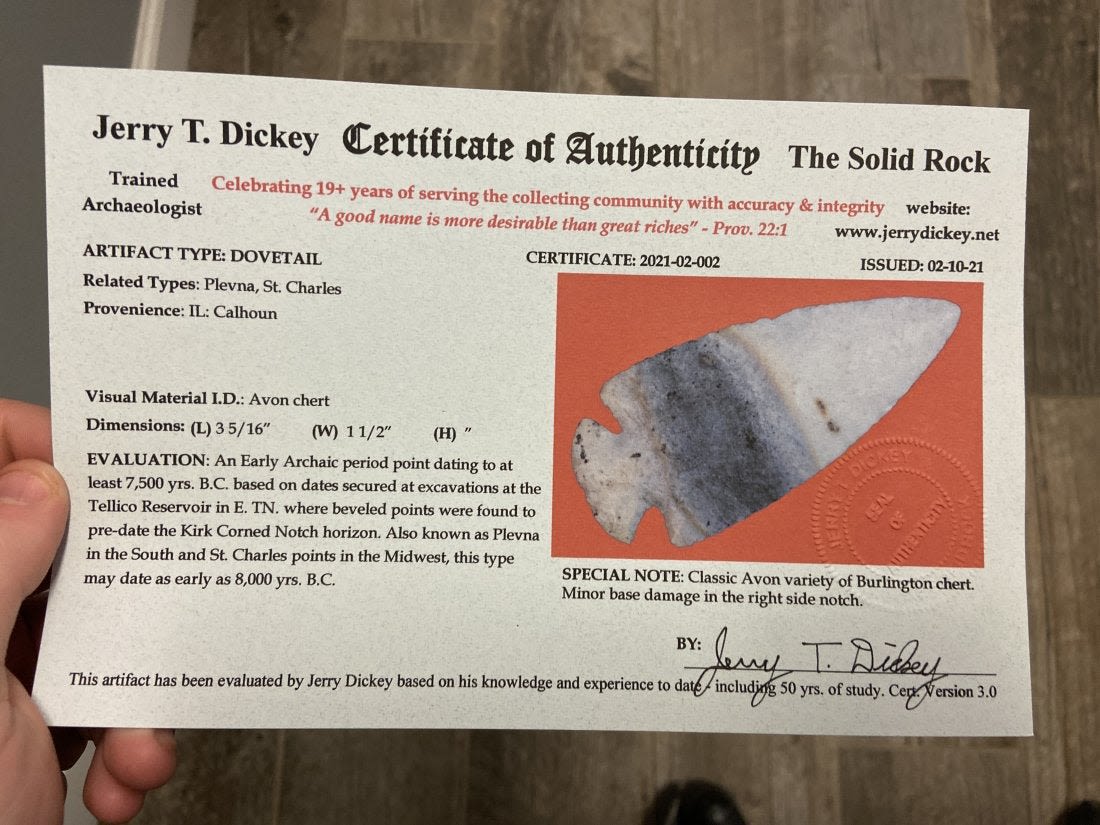 Jerry T. Dickey Certificate of Authenticity The Solid Rock
Trained
Archaeologist
Celebrating 19+ years of serving the collecting community with accuracy & integrity
"A good name is more desirable than great riches" - Prov. 22:1
website:
www.jerrydickey.net
ARTIFACT TYPE: DOVETAIL
CERTIFICATE: 2021-02-002
ISSUED: 02-10-21
Related Types: Plevna, St. Charles
Provenience: IL: Calhoun
Visual Material I.D.: Avon chert
Dimensions: (L) 3 5/16" (W) 1 1/2" (H) "
EVALUATION: An Early Archaic period point dating to at
least 7,500 yrs. B.C. based on dates secured at excavations at the
Tellico Reservoir in E. TN. where beveled points were found to
pre-date the Kirk Corned Notch horizon. Also known as Plevna
in the South and St. Charles points in the Midwest, this type
may date as early as 8,000 yrs. B.C.
JERRY DICKEY
SEAL
OF
SPECIAL NOTE: Classic Avon variety of Burlington chert.
Minor base damage in the right side notch.
BY: Jerry T. Dickey
This artifact has been evaluated by Jerry Dickey based on his knowledge and experience to date - including 50 yrs. of study. Cert. Version 3.0